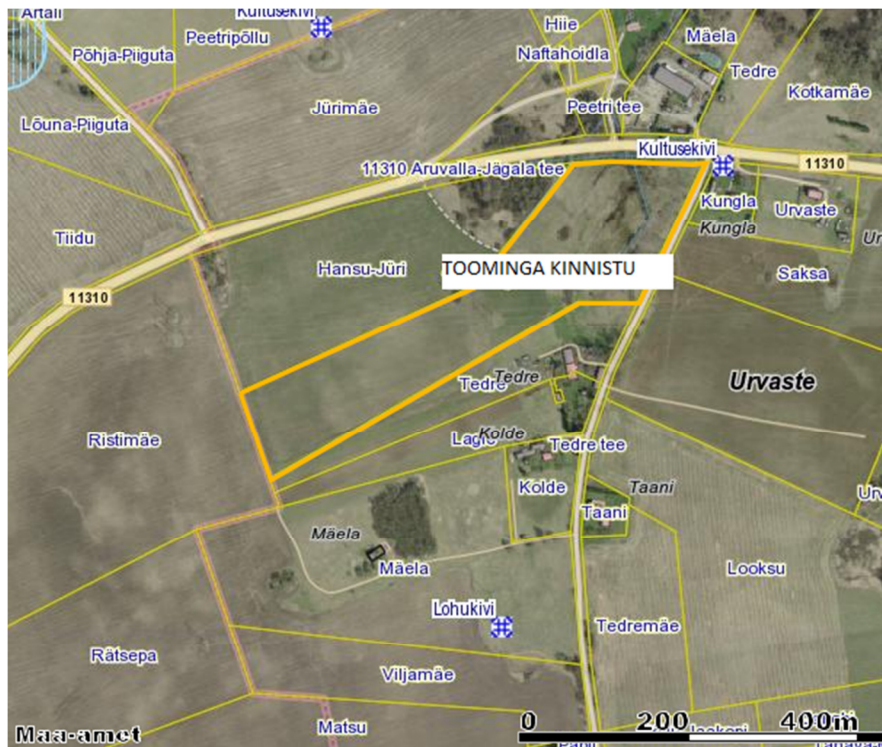 Artali
Kultusekivi
Põhja-Piiguta
Peetripõllu
Hiie
Naftahoidla
Mäela
Tedre
Jürimäe
Kotkamäe
Peetri tee
Lõuna-Piiguta
Kultusekivi
11310 Aruvalla-Jägala tee
11310
Kungla
Urvaste
Kungla
Tiidu
Hansu-Jüri
TOOMINGA KINNISTU
Saksa
11310
Tedre
Tedre
Urvaste
Ristimäe
Kolde
Tedre tee
Kolde
Taani
Taani
Mäela
Mäela
Looksu
Lohukivi
Tedremäe
Rätsepa
Viljamäe
Matsu
Maa-amet
0 200 400m